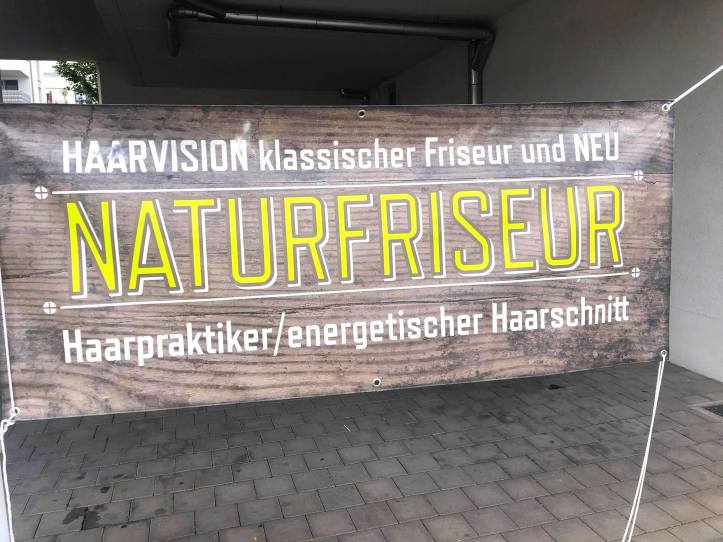 HAARVISION klassischer Friseur und NEU
NATURFRISEUR
Haarpraktiker/energetischer Haarschnitt